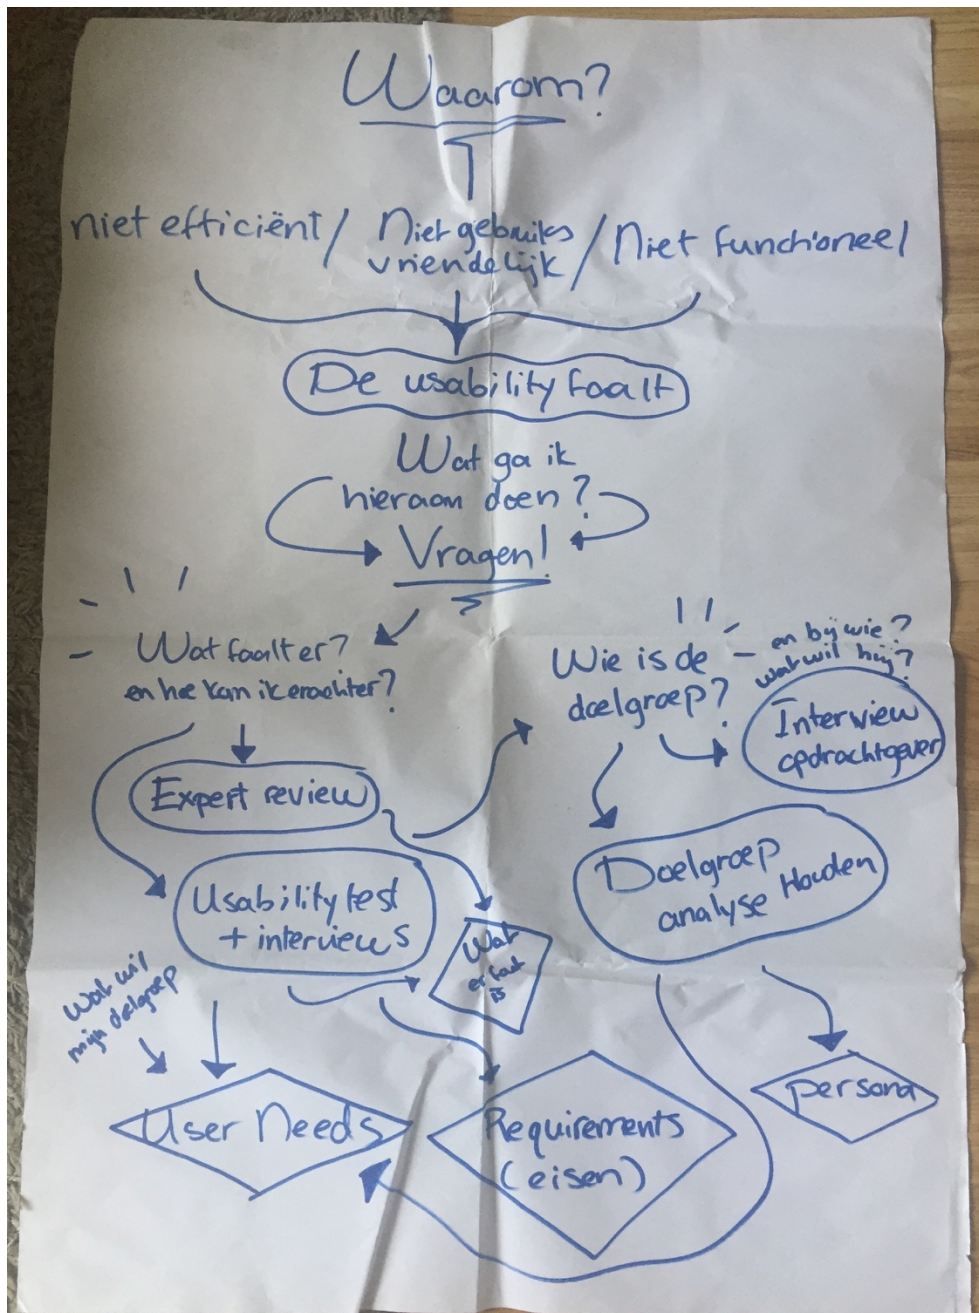 Waarom?
niet efficiënt / Niet gebruiks / Niet functioneel
vriendelijk
De usability faalt
Wat ga ik
hieraan doen?
Vragen!
Wat faalt er?
en hoe kom ik erachter?
Wie is de
doelgroep?
en bij wie?
wat wil hij?
Interview
opdrachtgever
Expert review
Usability test
+ interviews
Doelgroep
analyse Houden
Wat
er fout
is
Wat wil
mijn doelgroep
User Needs
Requirements
(eisen)
persona